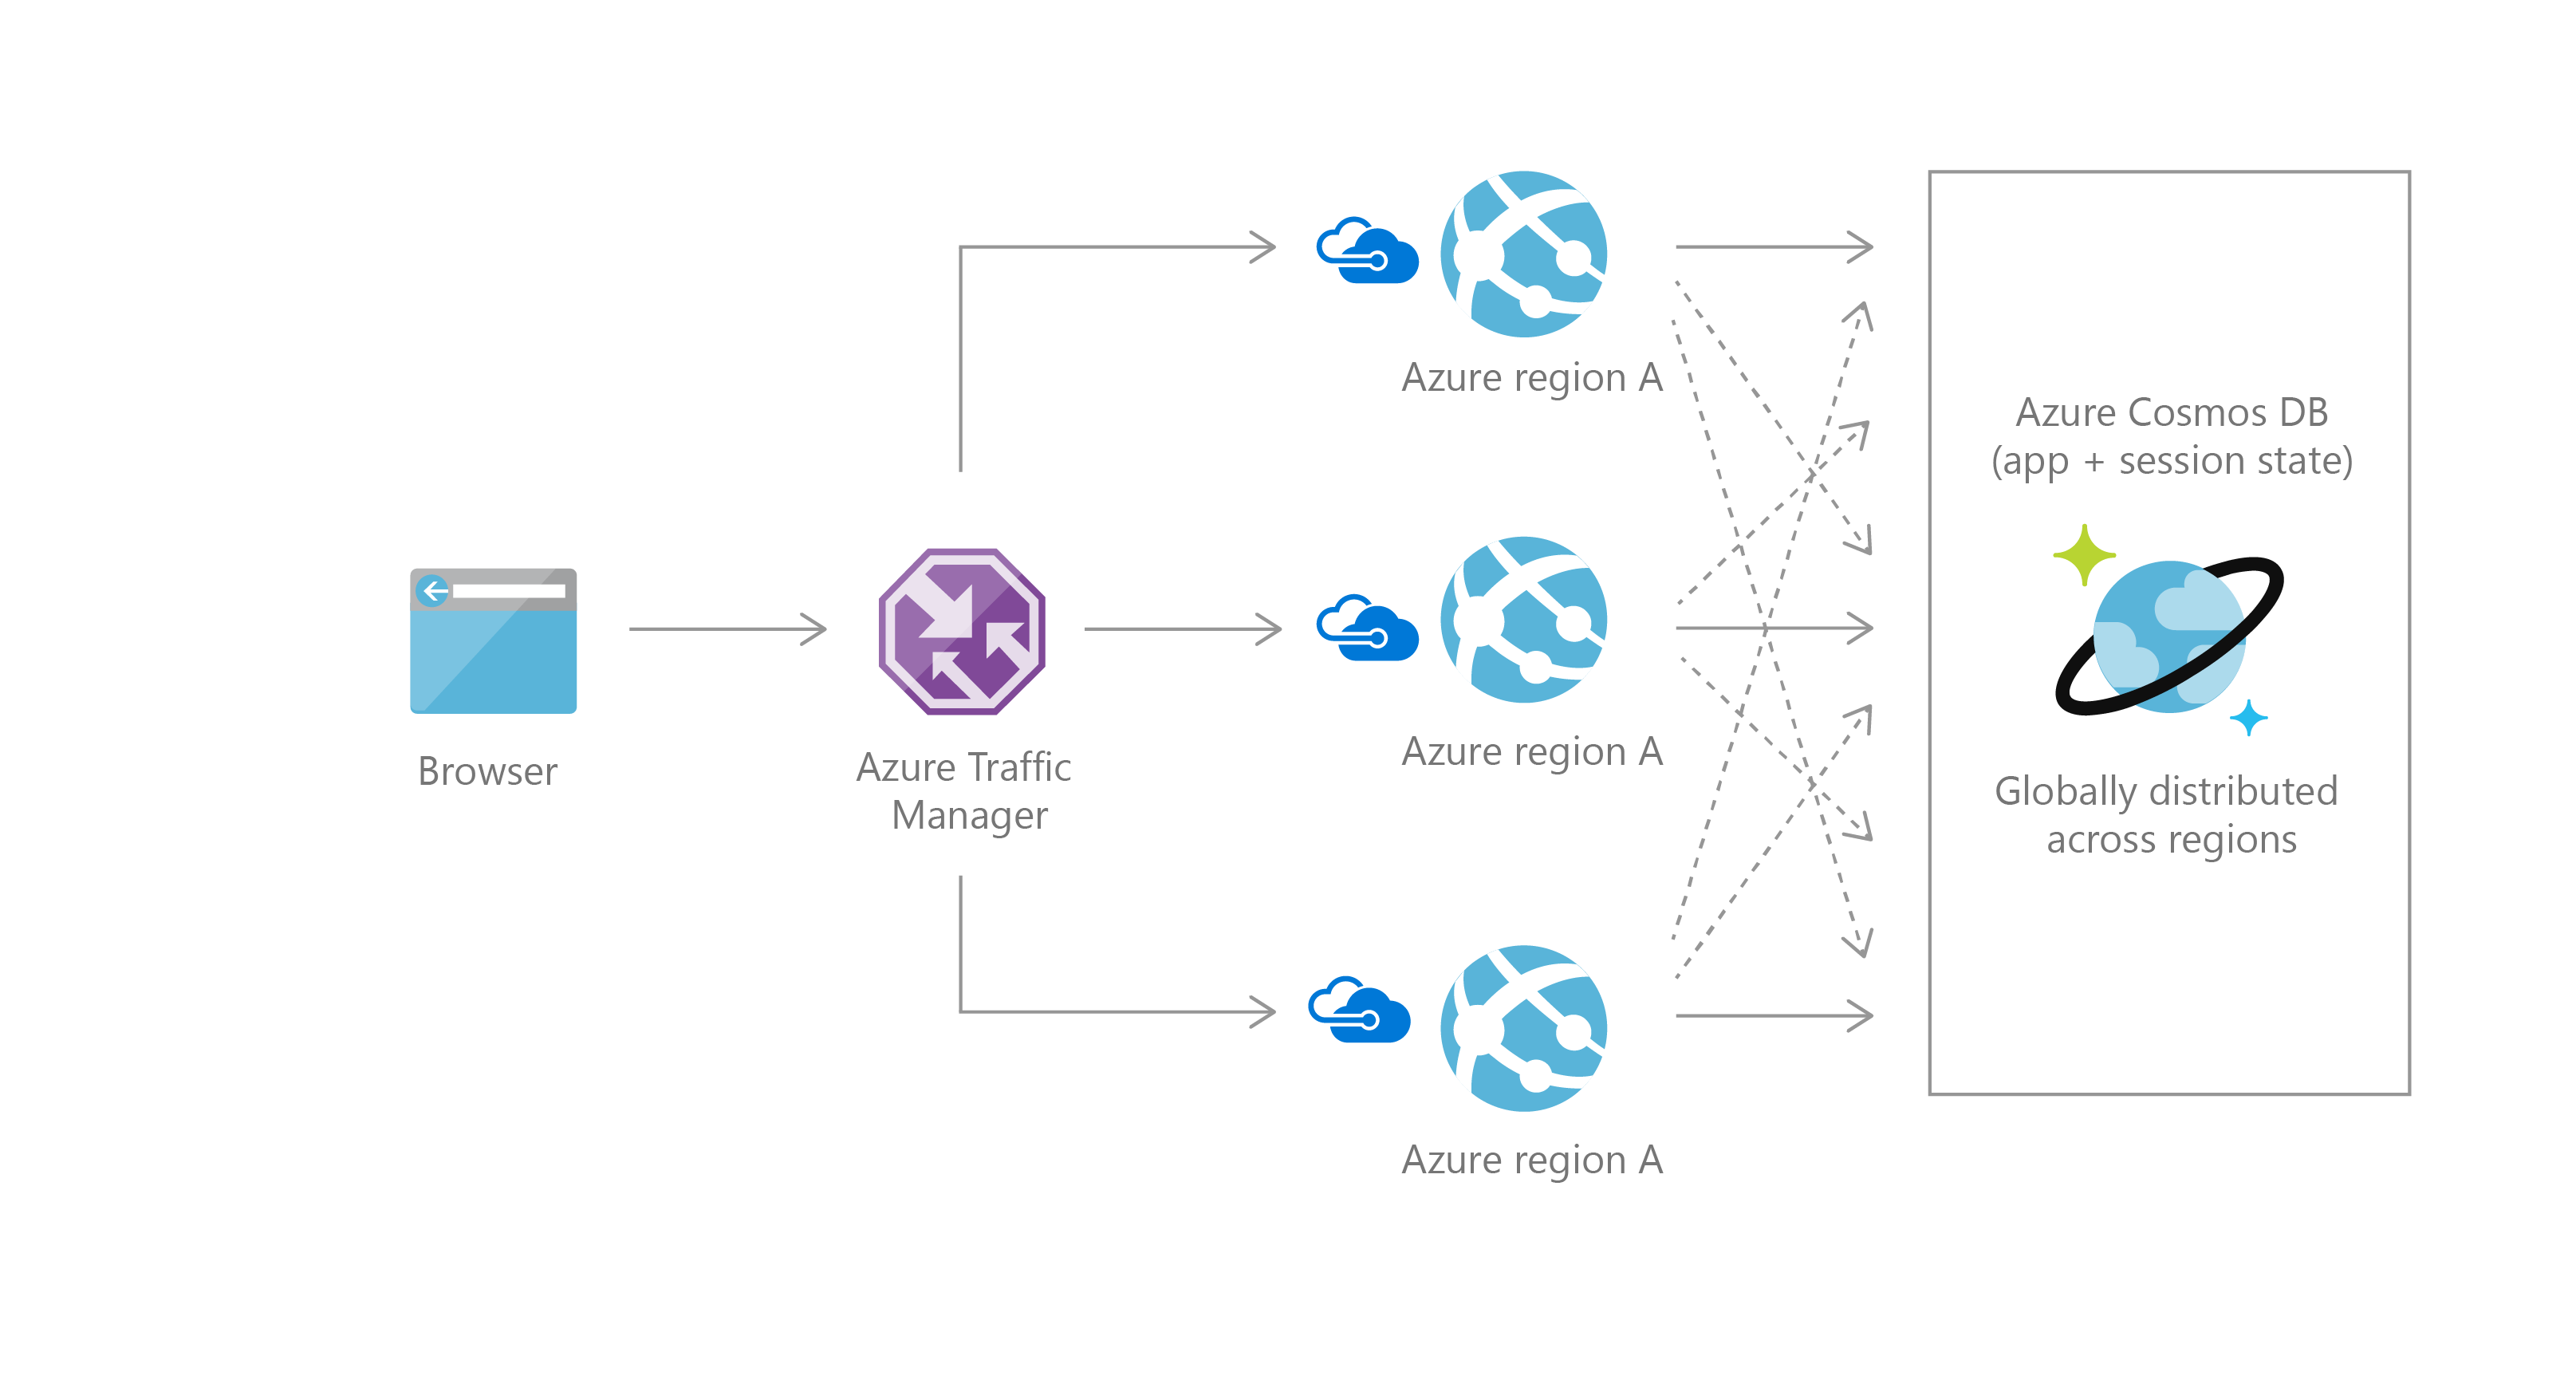 Browser
Azure Traffic
Manager
Azure region A
Azure region A
Azure region A
Azure Cosmos DB
(app + session state)
Globally distributed
across regions